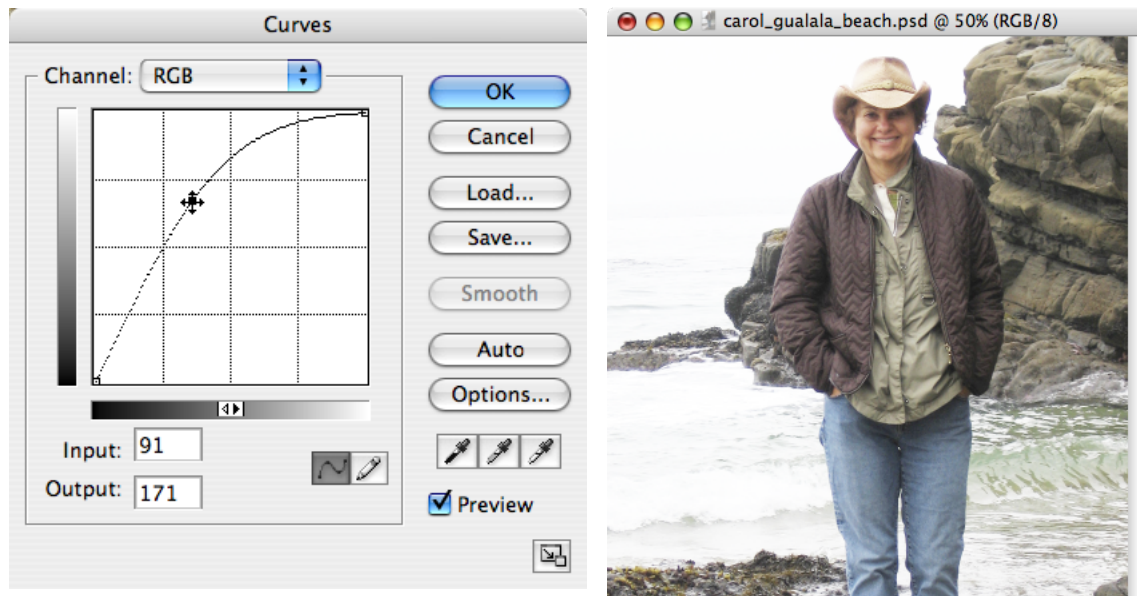 Curves
Channel: RGB
OK
Cancel
Load...
Save...
Smooth
Auto
Options...
Input: 91
Output: 171
Preview
carol_gualala_beach.psd @ 50% (RGB/8)